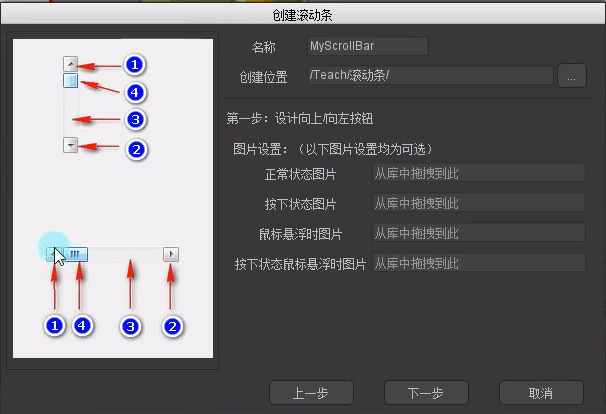 创建滚动条
名称
MyScrollBar
创建位置
/Teach/滚动条/
...
第一步：设计向上/向左按钮
图片设置：（以下图片设置均为可选）
正常状态图片
从库中拖拽到此
按下状态图片
从库中拖拽到此
鼠标悬浮时图片
从库中拖拽到此
按下状态鼠标悬浮时图片
从库中拖拽到此
1
4
3
2
1 4 3 2
上一步
下一步
取消